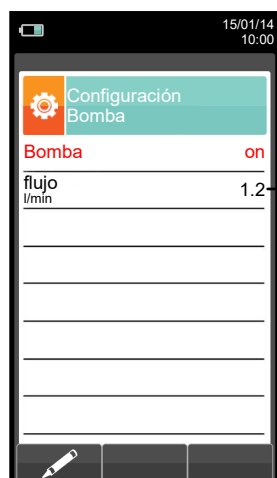 15/01/14
10:00
Configuración
Bomba
Bomba on
flujo 1.2
l/min